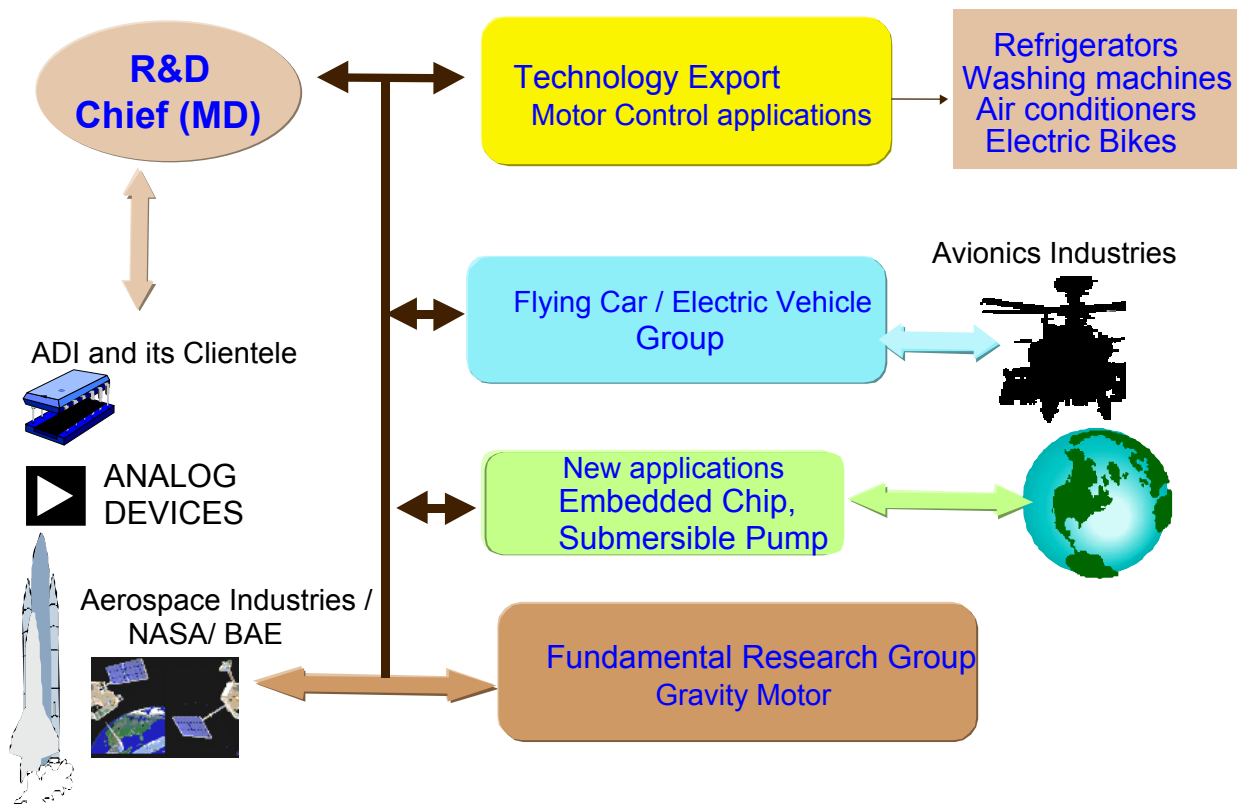 R&D
Chief (MD)
Technology Export
Motor Control applications
Refrigerators
Washing machines
Air conditioners
Electric Bikes
Flying Car / Electric Vehicle
Group
Avionics Industries
ADI and its Clientele
ANALOG
DEVICES
New applications
Embedded Chip,
Submersible Pump
Aerospace Industries /
NASA/ BAE
Fundamental Research Group
Gravity Motor